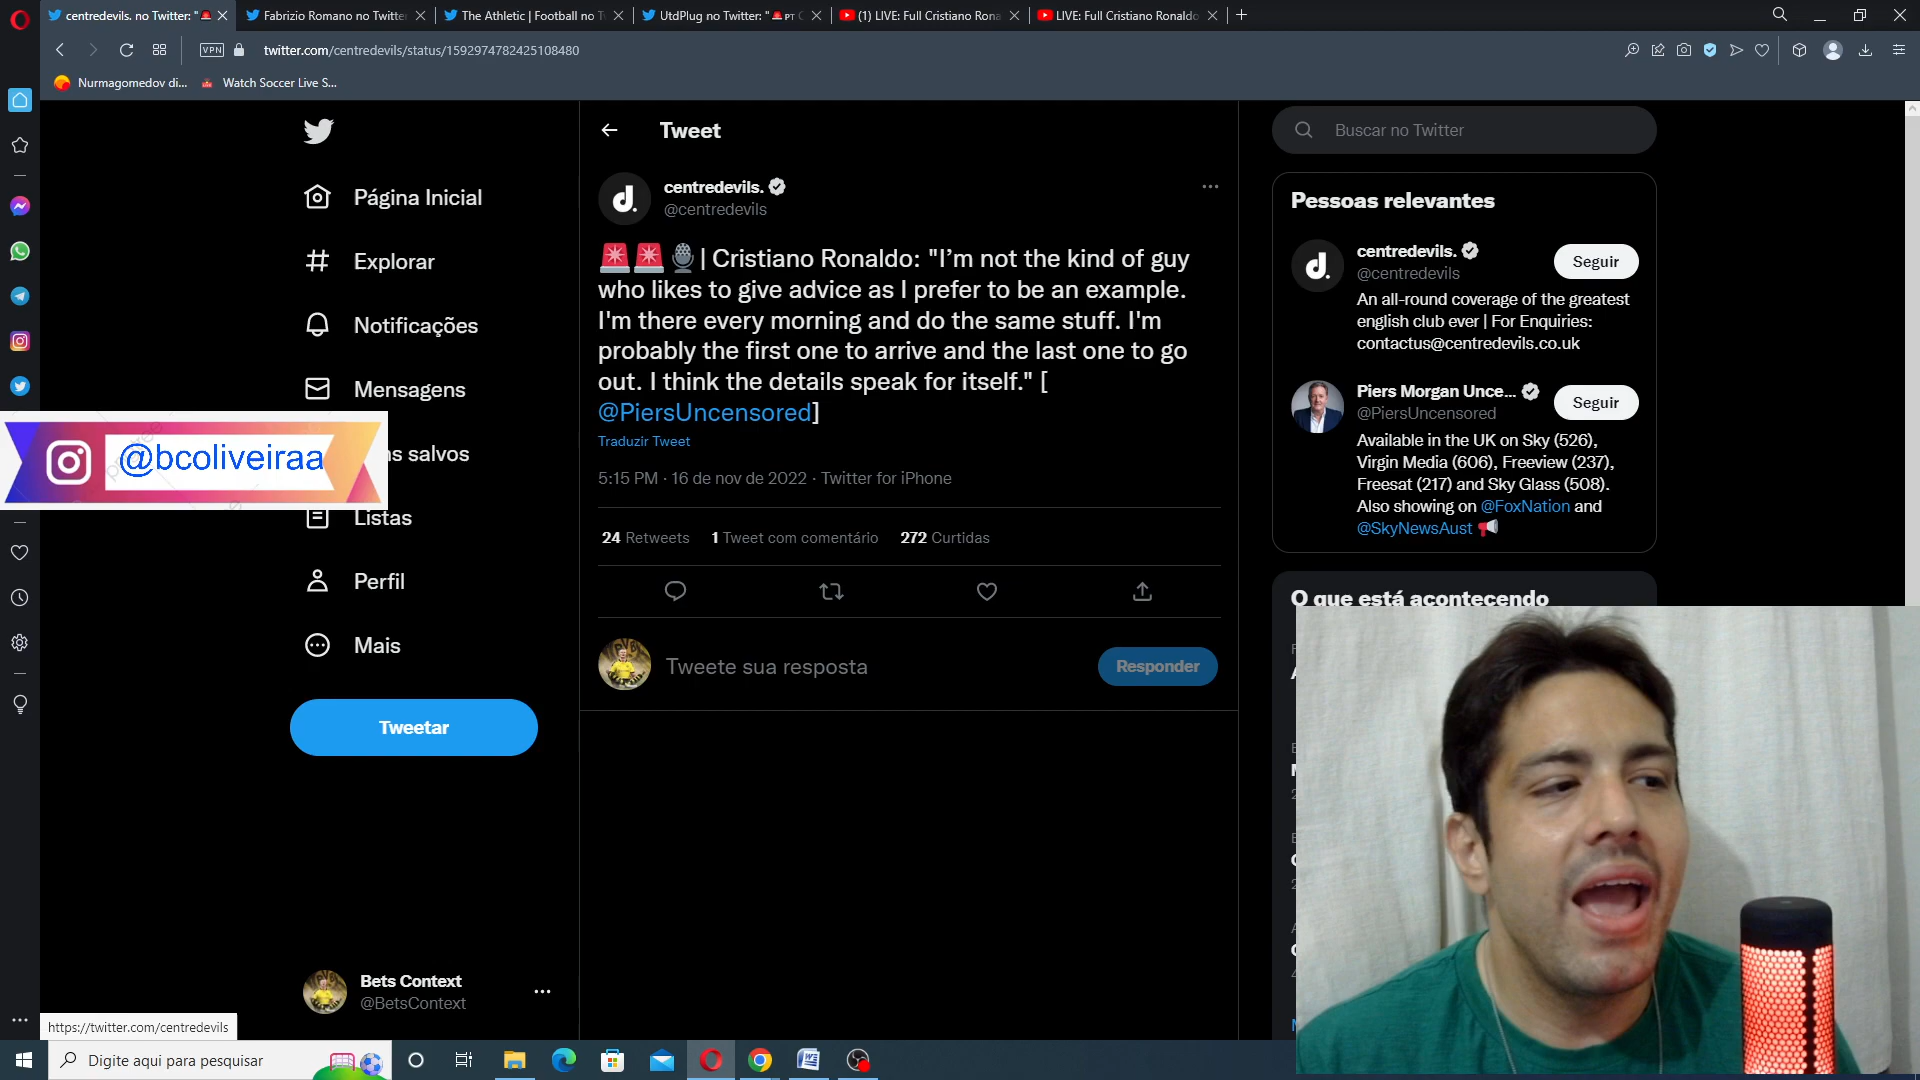 centredevils. no Twitter: "🚨
Fabrizio Romano no Twitte
The Athletic | Football no T
UtdPlug no Twitter: "🚨 PT
(1) LIVE: Full Cristiano Rona
LIVE: Full Cristiano Ronaldo
VPN
twitter.com/centredevils/status/1592974782425108480
Nurmagomedov di...
Watch Soccer Live S...
Página Inicial
Explorar
Notificações
Mensagens
ns salvos
Listas
Perfil
Mais
Tweetar
@bcoliveiraa
Bets Context
@BetsContext
Tweet
centredevils.
@centredevils
🚨🚨🎙️| Cristiano Ronaldo: "I’m not the kind of guy
who likes to give advice as I prefer to be an example.
I'm there every morning and do the same stuff. I'm
probably the first one to arrive and the last one to go
out. I think the details speak for itself." [
@PiersUncensored]
Traduzir Tweet
5:15 PM · 16 de nov de 2022 · Twitter for iPhone
24 Retweets 1 Tweet com comentário 272 Curtidas
Tweete sua resposta
Responder
Buscar no Twitter
Pessoas relevantes
centredevils.
@centredevils
Seguir
An all-round coverage of the greatest
english club ever | For Enquiries:
contactus@centredevils.co.uk
Piers Morgan Unce...
@PiersUncensored
Seguir
Available in the UK on Sky (526),
Virgin Media (606), Freeview (237),
Freesat (217) and Sky Glass (508).
Also showing on @FoxNation and
@SkyNewsAust 📢
O que está acontecendo
https://twitter.com/centredevils
Digite aqui para pesquisar